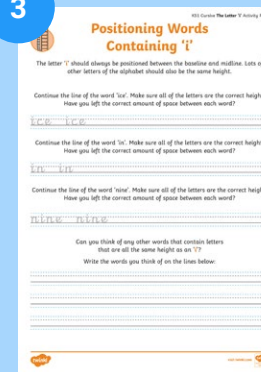 3
KS1 Cursive The Letter 'i' Activity
Positioning Words
Containing 'i'
The letter 'i' should always be positioned between the baseline and midline. Lots o
other letters of the alphabet should also be the same height.
Continue the line of the word 'ice'. Make sure all of the letters are the correct heigh
Have you left the correct amount of space between each word?
ice ice
Continue the line of the word 'in'. Make sure all of the letters are the correct heigh
Have you left the correct amount of space between each word?
in in
Continue the line of the word 'nine'. Make sure all of the letters are the correct heigh
Have you left the correct amount of space between each word?
nine nine
Can you think of any other words that contain letters
that are all the same height as an 'i'?
Write the words you think of on the lines below:
twinkl